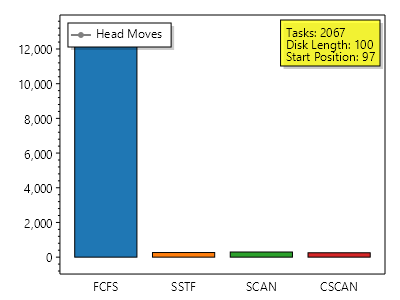 Head Moves
Tasks: 2067
Disk Length: 100
Start Position: 97
12,000
10,000
8,000
6,000
4,000
2,000
0
FCFS SSTF SCAN CSCAN